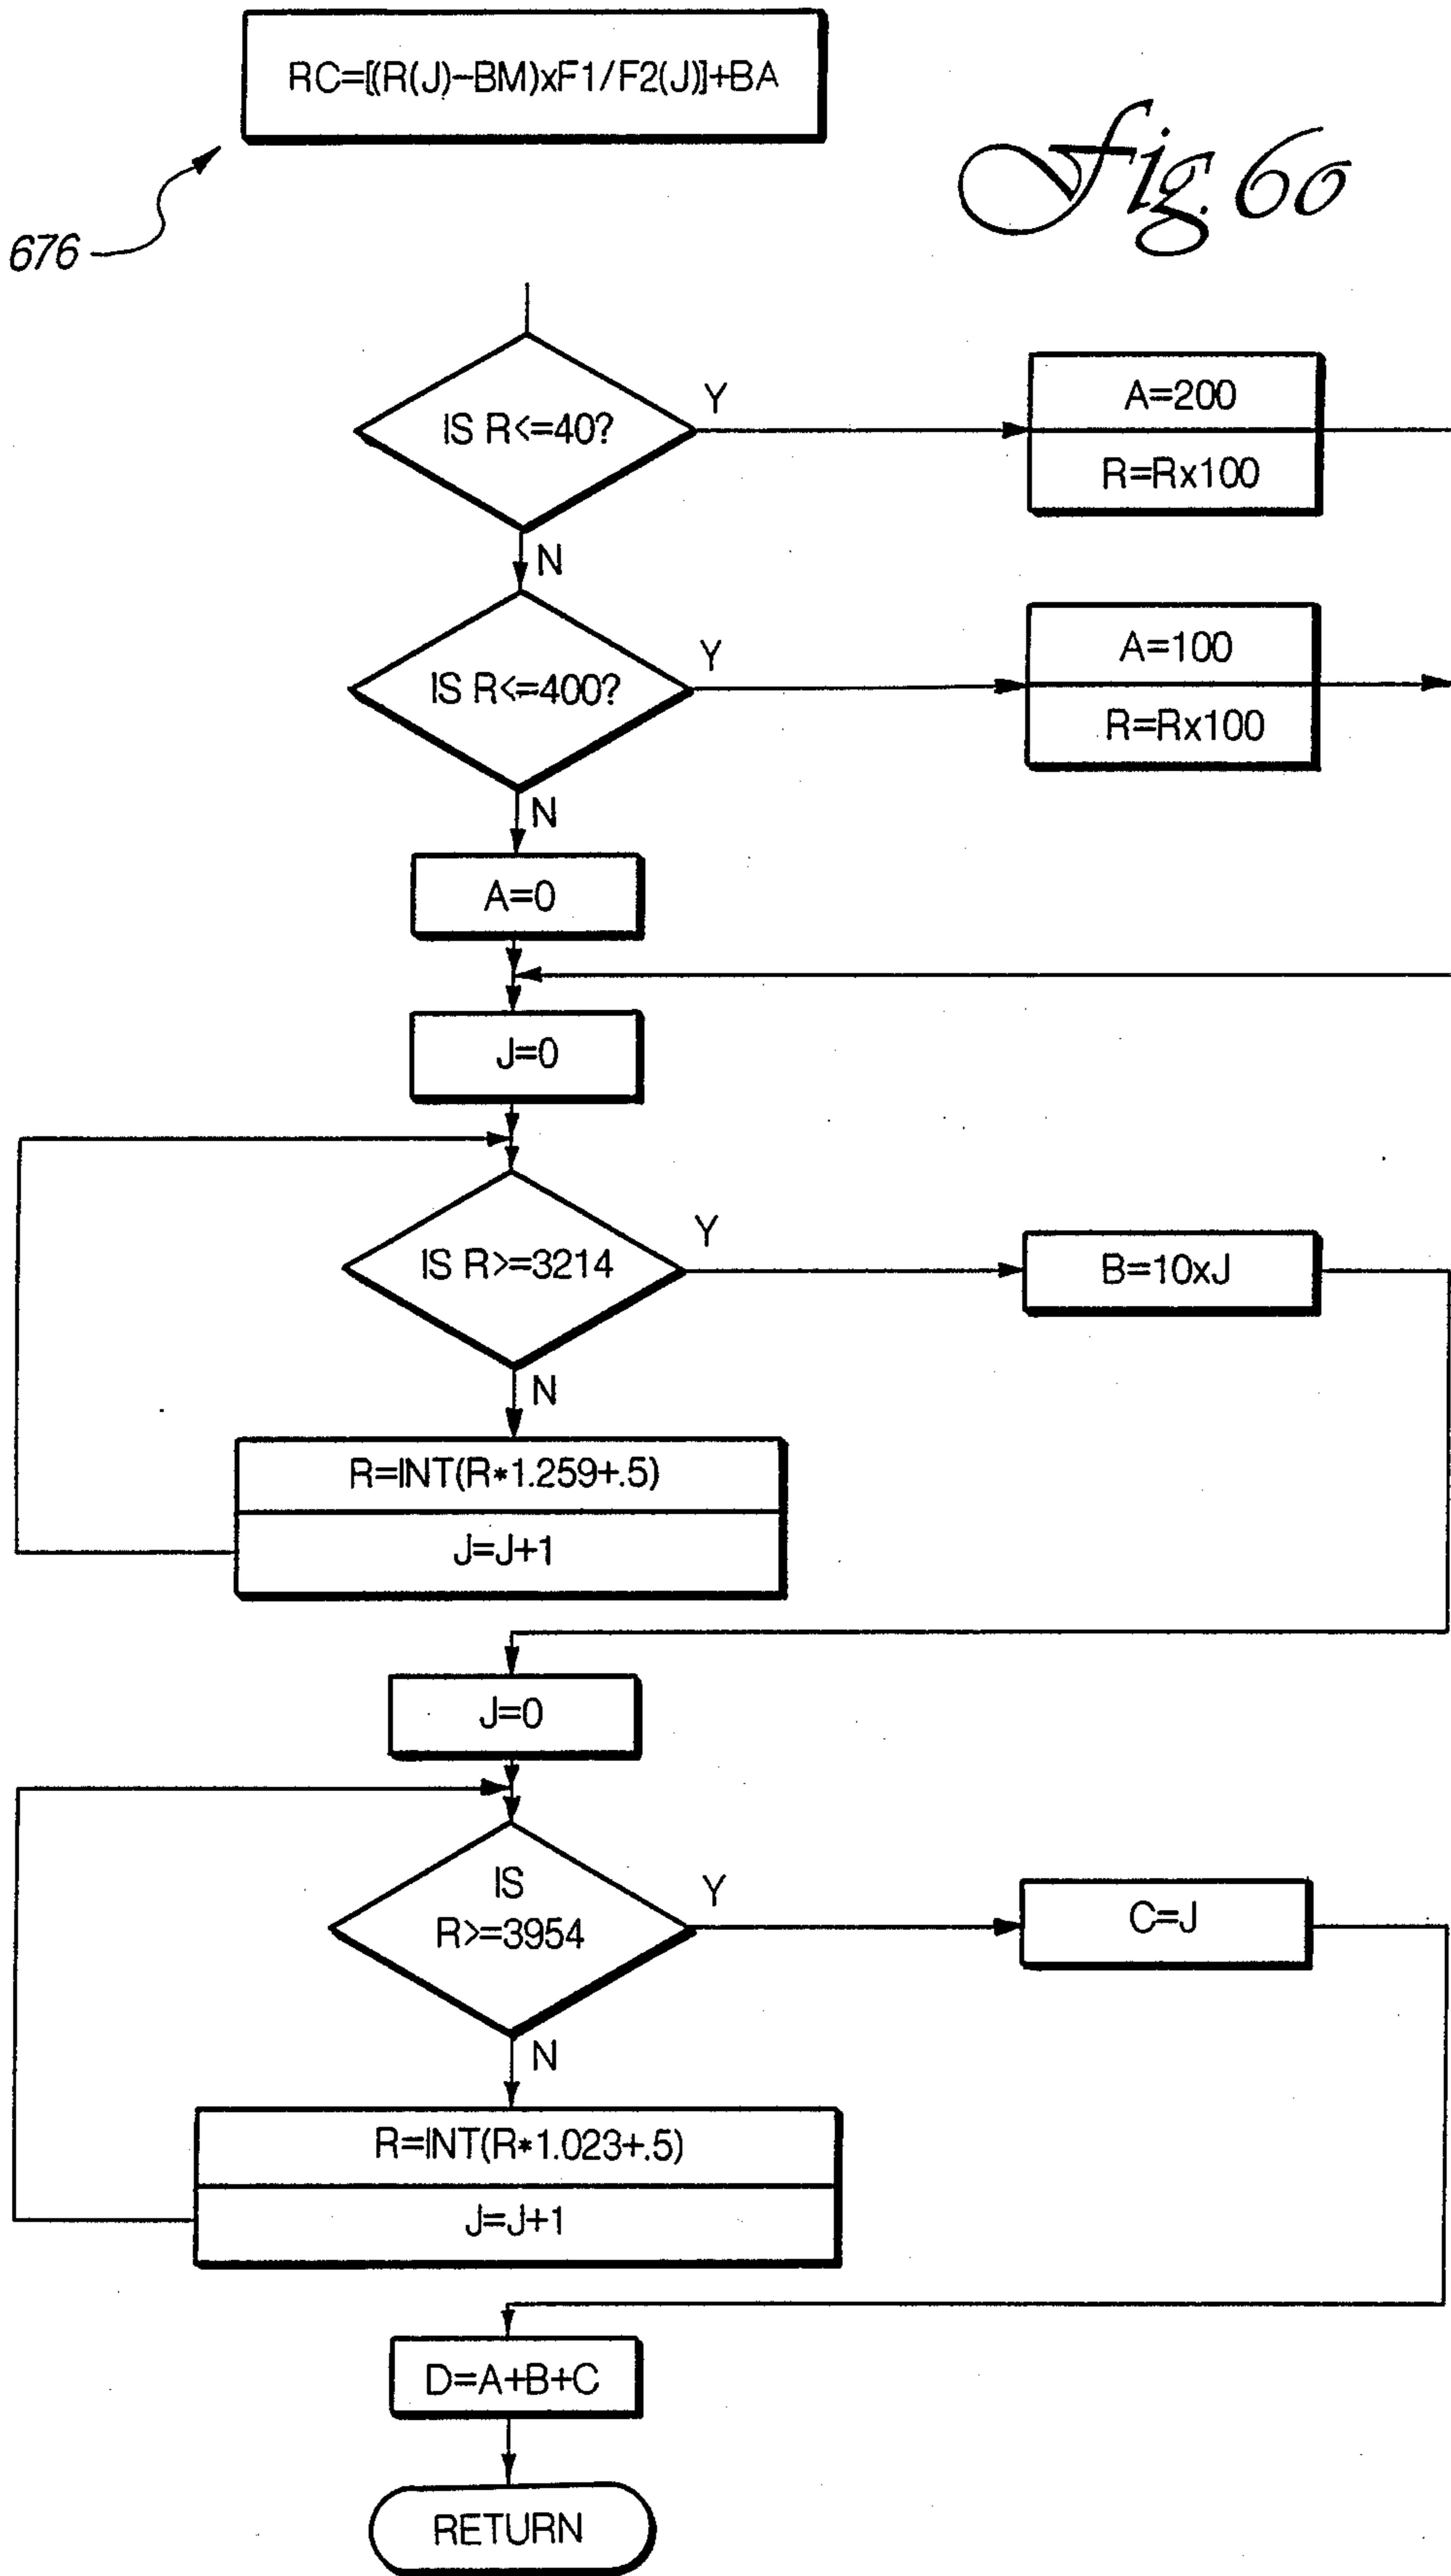 RC=[(R(J)-BM)xF1/F2(J)]+BA
Fig. 60
676
IS R<=40?
Y
A=200
R=Rx100
N
IS R<=400?
Y
A=100
R=Rx100
N
A=0
J=0
IS R>=3214
Y
B=10xJ
N
R=INT(R*1.259+.5)
J=J+1
J=0
IS
R>=3954
Y
C=J
N
R=INT(R*1.023+.5)
J=J+1
D=A+B+C
RETURN